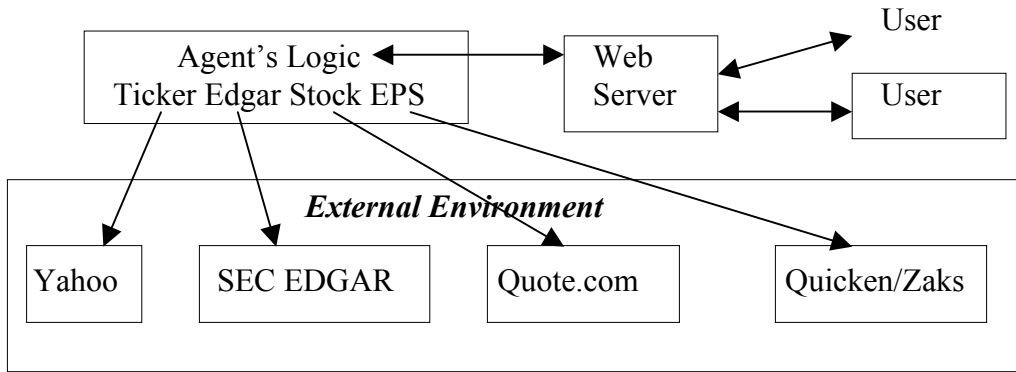 User
Agent’s Logic
Ticker Edgar Stock EPS
Web
Server
User
External Environment
Yahoo
SEC EDGAR
Quote.com
Quicken/Zaks